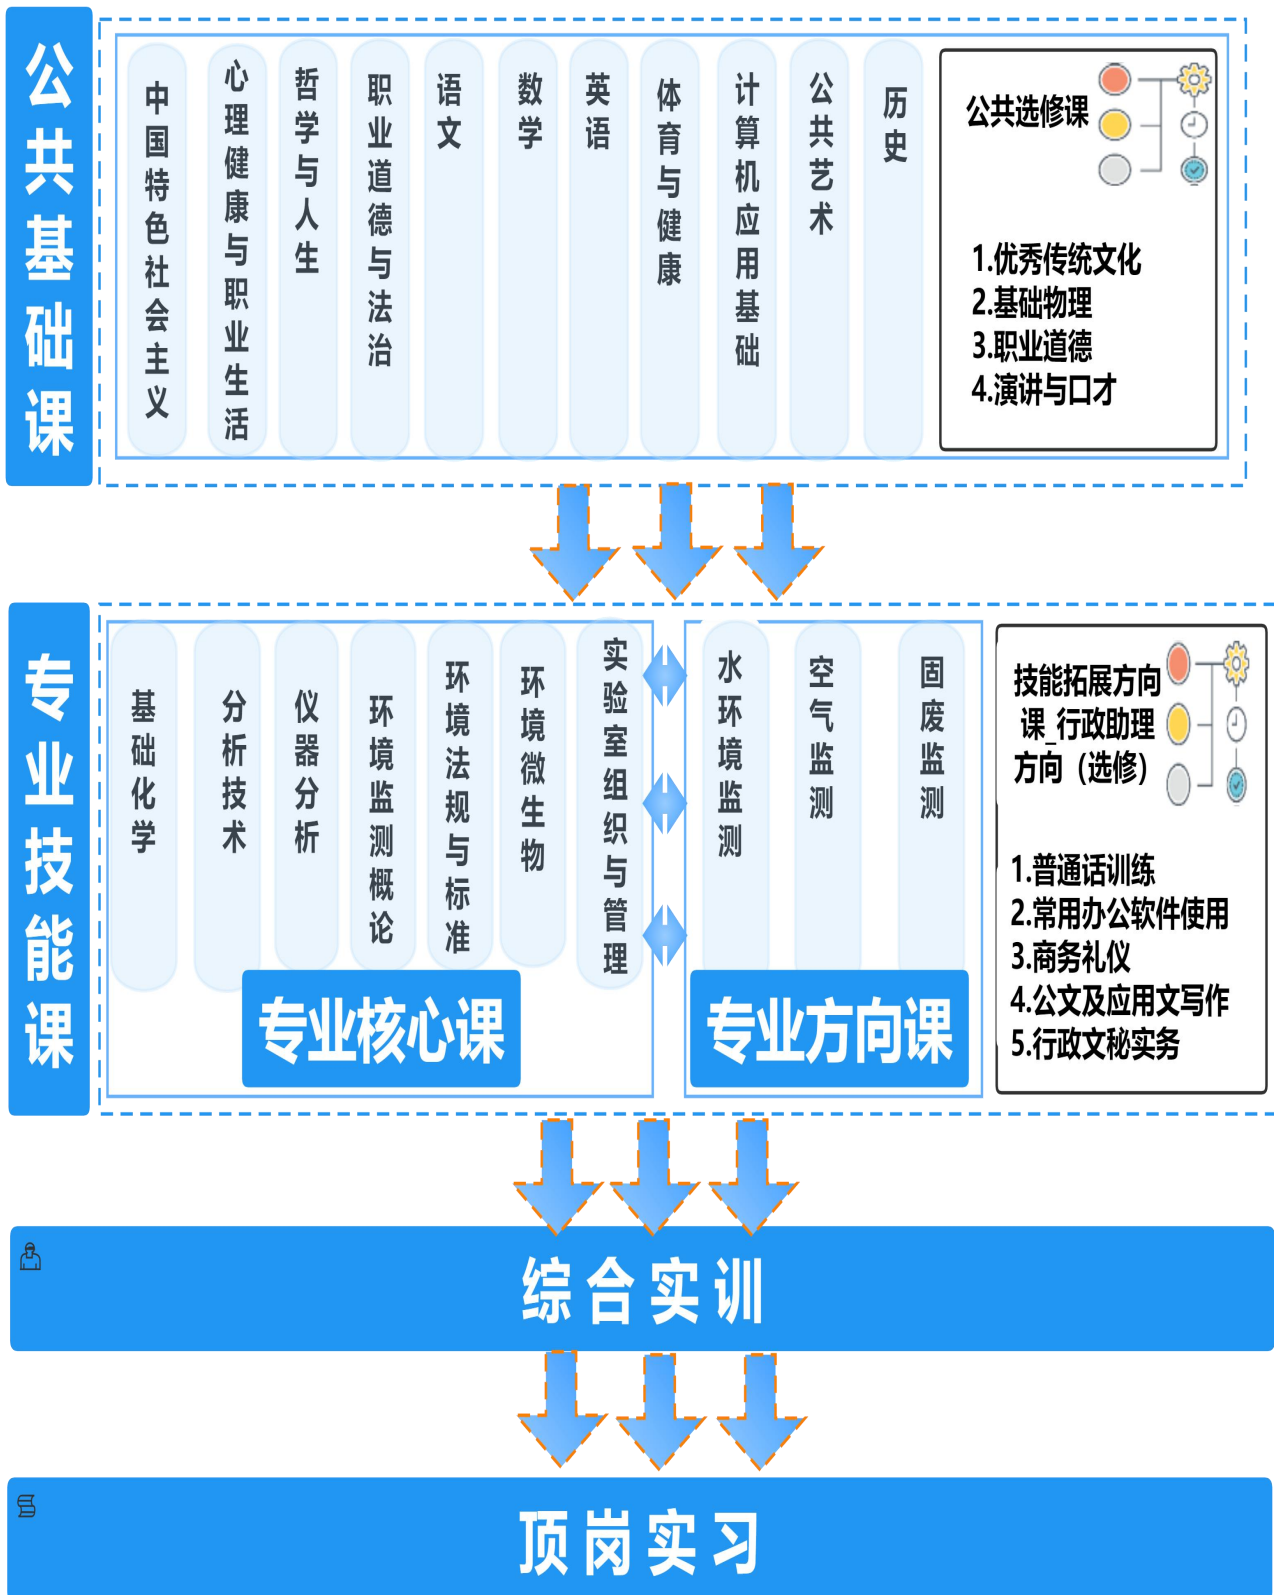 公共基础课
中国特色社会主义
心理健康与职业生活
哲学与人生
职业道德与法治
语文
数学
英语
体育与健康
计算机应用基础
公共艺术
历史
公共选修课
1.优秀传统文化
2.基础物理
3.职业道德
4.演讲与口才
专业技能课
基础化学
分析技术
仪器分析
环境监测概论
环境法规与标准
环境微生物
实验室组织与管理
专业核心课
水环境监测
空气监测
固废监测
专业方向课
技能拓展方向
课_行政助理
方向（选修）
1.普通话训练
2.常用办公软件使用
3.商务礼仪
4.公文及应用文写作
5.行政文秘实务
综合实训
顶岗实习